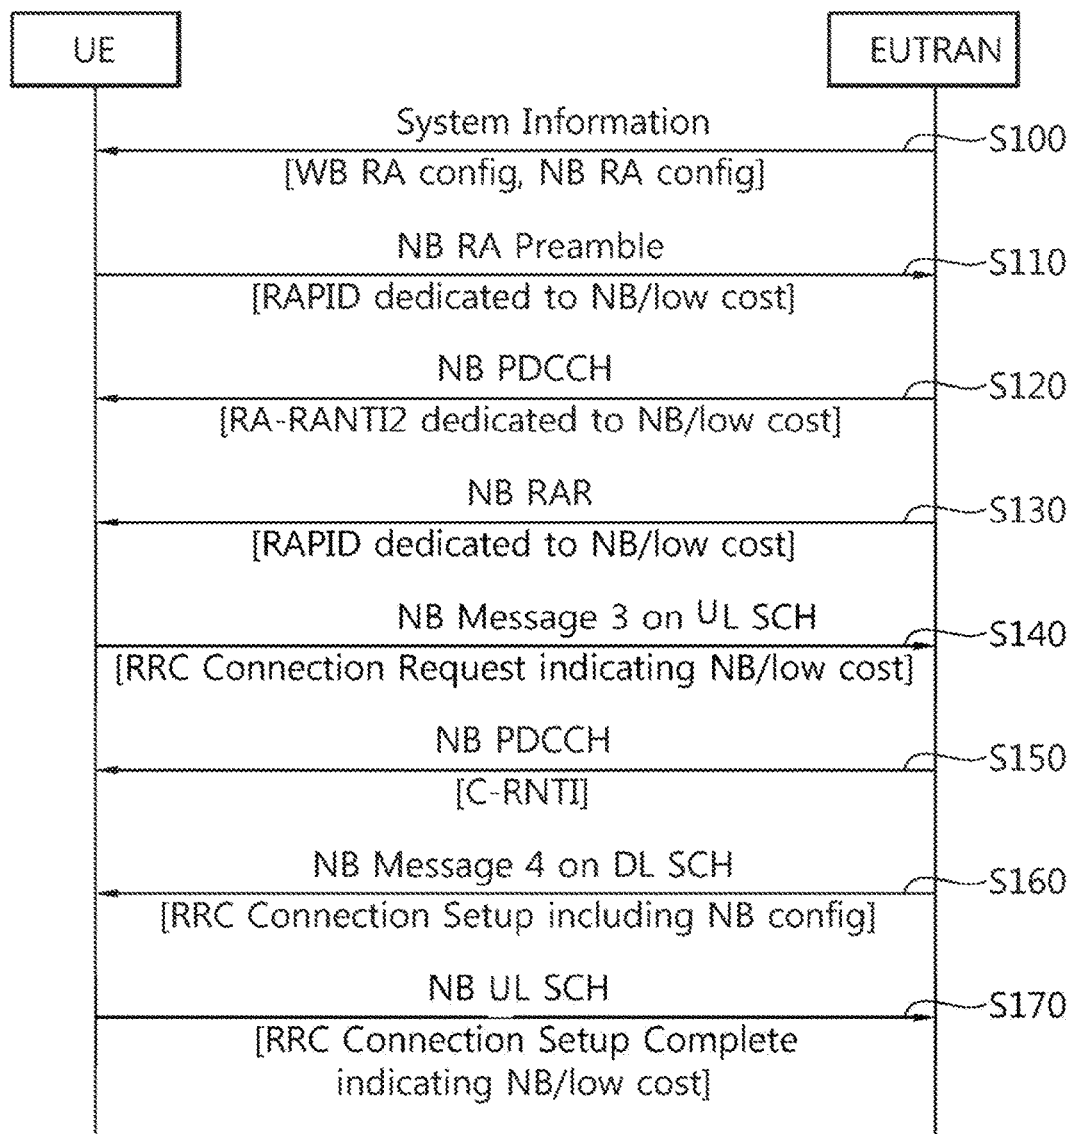 UE
EUTRAN
System Information
S100
[WB RA config, NB RA config]
NB RA Preamble
S110
[RAPID dedicated to NB/low cost]
NB PDCCH
S120
[RA-RANTI2 dedicated to NB/low cost]
NB RAR
S130
[RAPID dedicated to NB/low cost]
NB Message 3 on UL SCH
S140
[RRC Connection Request indicating NB/low cost]
NB PDCCH
S150
[C-RNTI]
NB Message 4 on DL SCH
S160
[RRC Connection Setup including NB config]
NB UL SCH
S170
[RRC Connection Setup Complete
indicating NB/low cost]